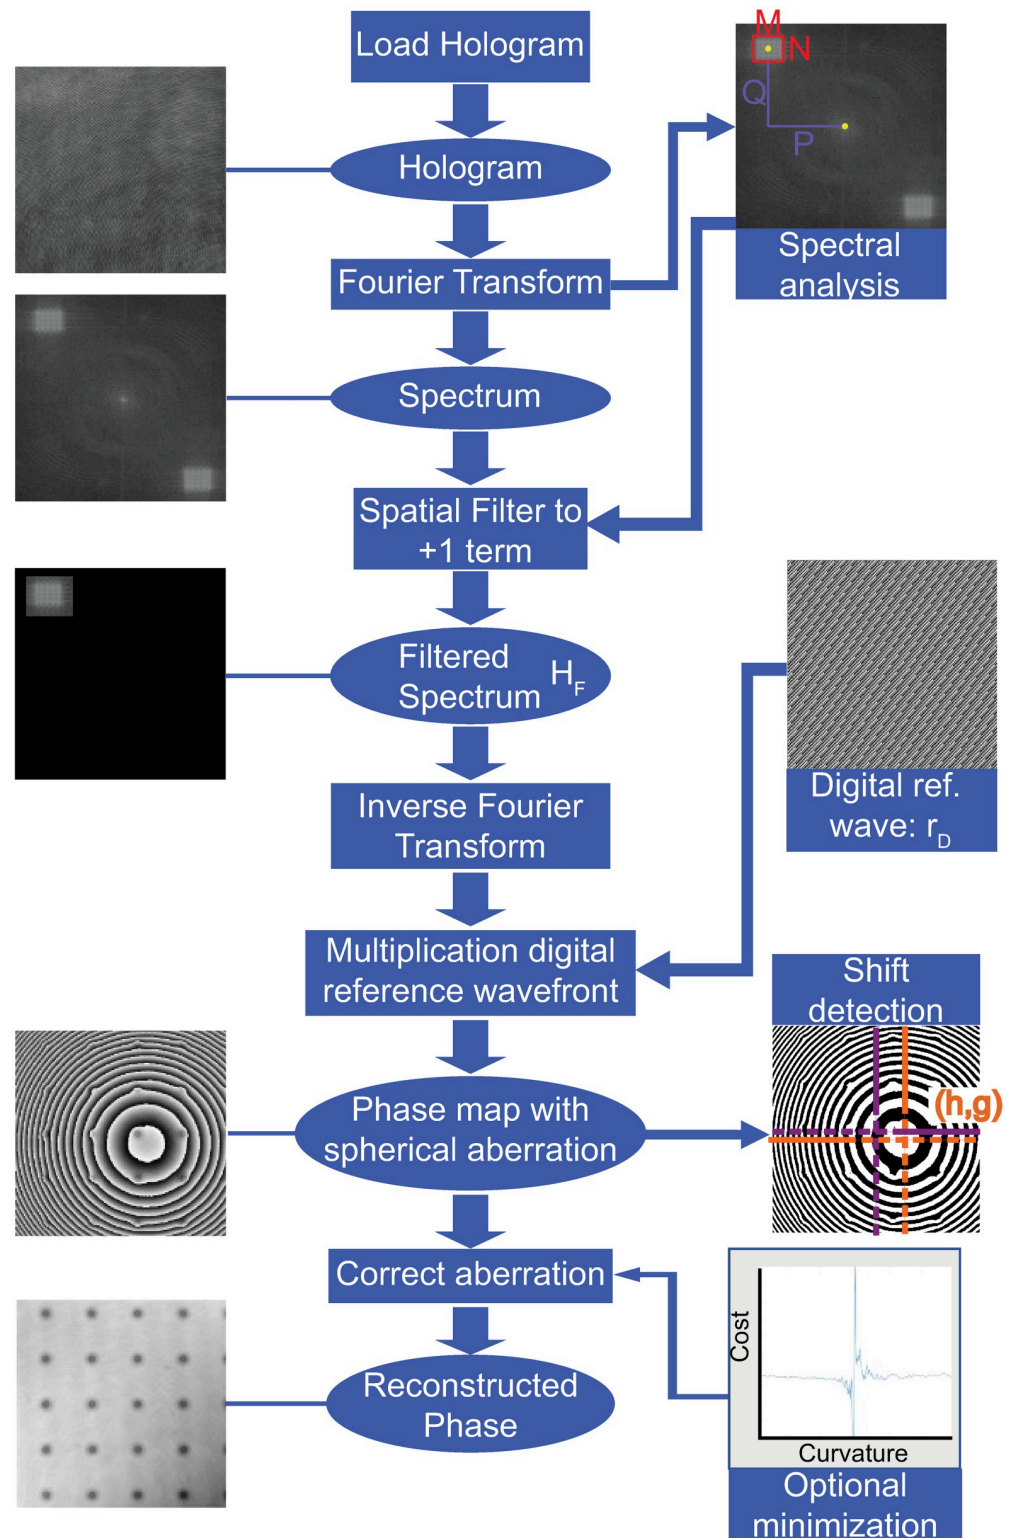 Load Hologram
M
N
Q
P
Hologram
Spectral
analysis
Fourier Transform
Spectrum
Spatial Filter to
+1 term
Filtered
Spectrum H_F
Inverse Fourier
Transform
Digital ref.
wave: r_D
Multiplication digital
reference wavefront
Shift
detection
(h,g)
Phase map with
spherical aberration
Correct aberration
Cost
Curvature
Reconstructed
Phase
Optional
minimization